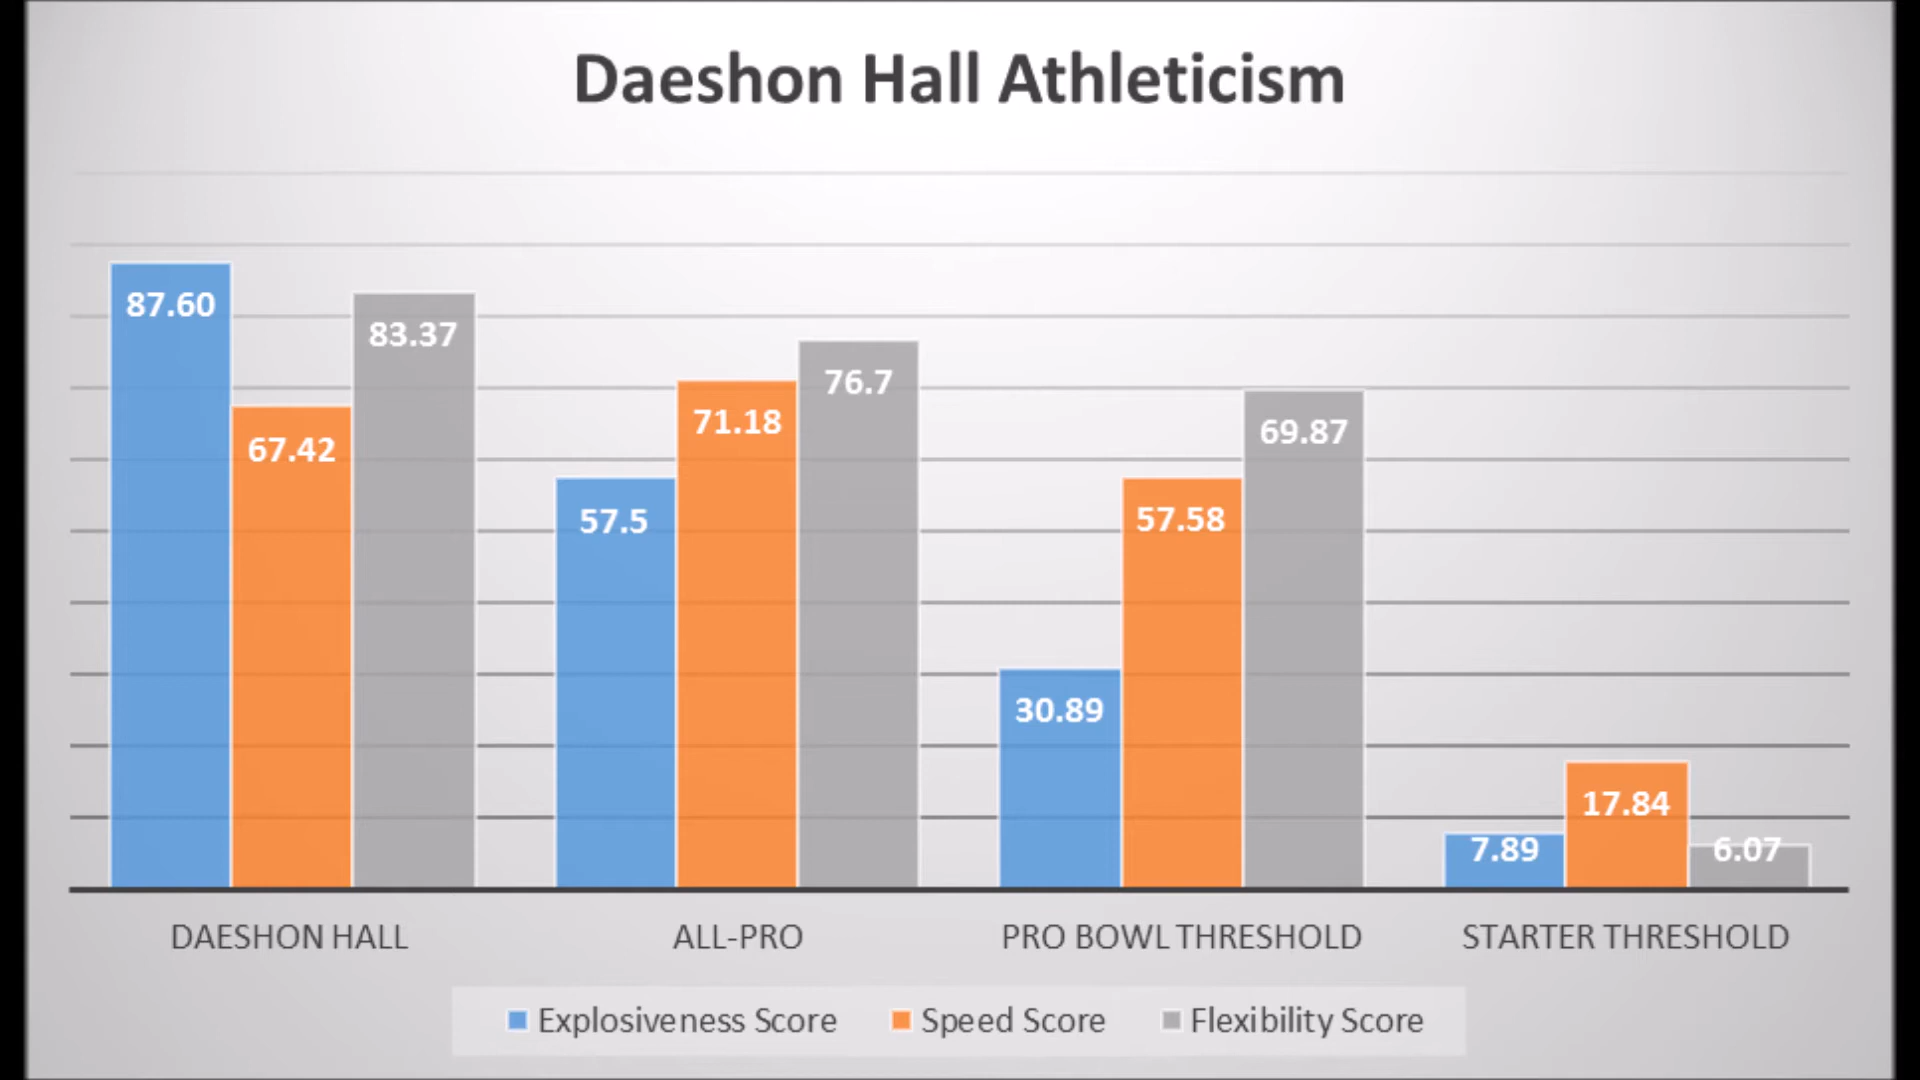 Daeshon Hall Athleticism
87.60
67.42
83.37
57.5
71.18
76.7
30.89
57.58
69.87
7.89
17.84
6.07
DAESHON HALL
ALL-PRO
PRO BOWL THRESHOLD
STARTER THRESHOLD
Explosiveness Score
Speed Score
Flexibility Score